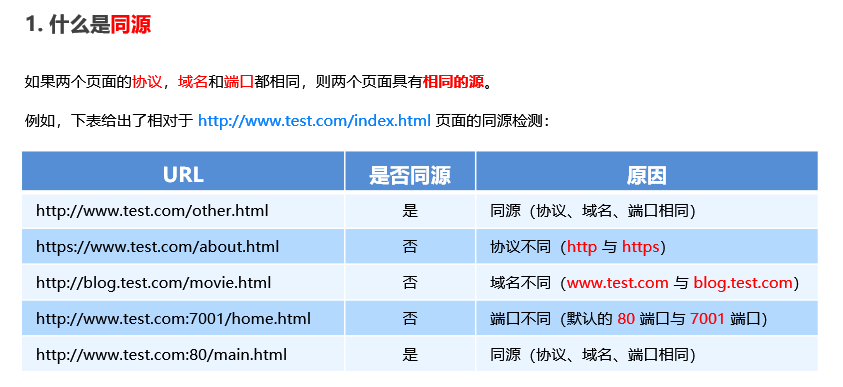 1. 什么是同源
如果两个页面的协议，域名和端口都相同，则两个页面具有相同的源。
例如，下表给出了相对于 http://www.test.com/index.html 页面的同源检测：
URL 是否同源 原因
http://www.test.com/other.html 是 同源（协议、域名、端口相同）
https://www.test.com/about.html 否 协议不同（http 与 https）
http://blog.test.com/movie.html 否 域名不同（www.test.com 与 blog.test.com）
http://www.test.com:7001/home.html 否 端口不同（默认的 80 端口与 7001 端口）
http://www.test.com:80/main.html 是 同源（协议、域名、端口相同）